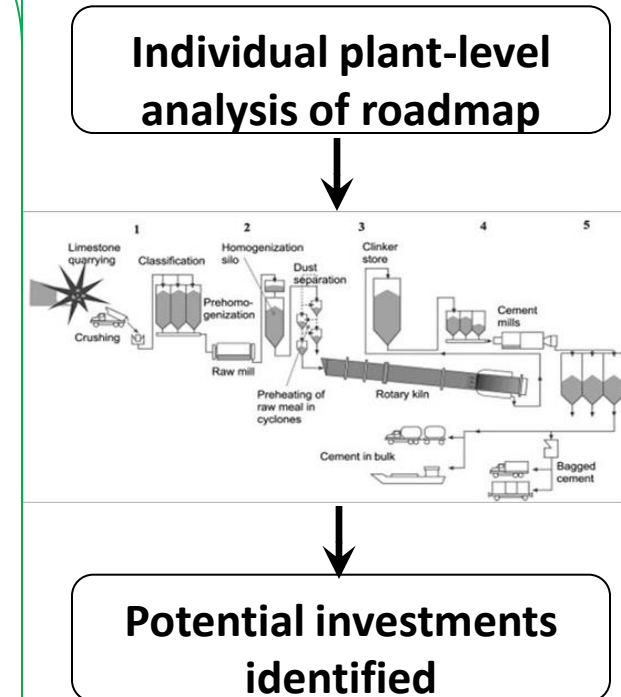 Individual plant-level
analysis of roadmap
1 2 3 4 5
Limestone
quarrying
Classification
Homogenization
silo
Dust
separation
Clinker
store
Cement
mills
Prehomo-
genization
Crushing
Raw mill
Preheating of
raw meal in
cyclones
Rotary kiln
Cement in bulk
Bagged
cement
Potential investments
identified